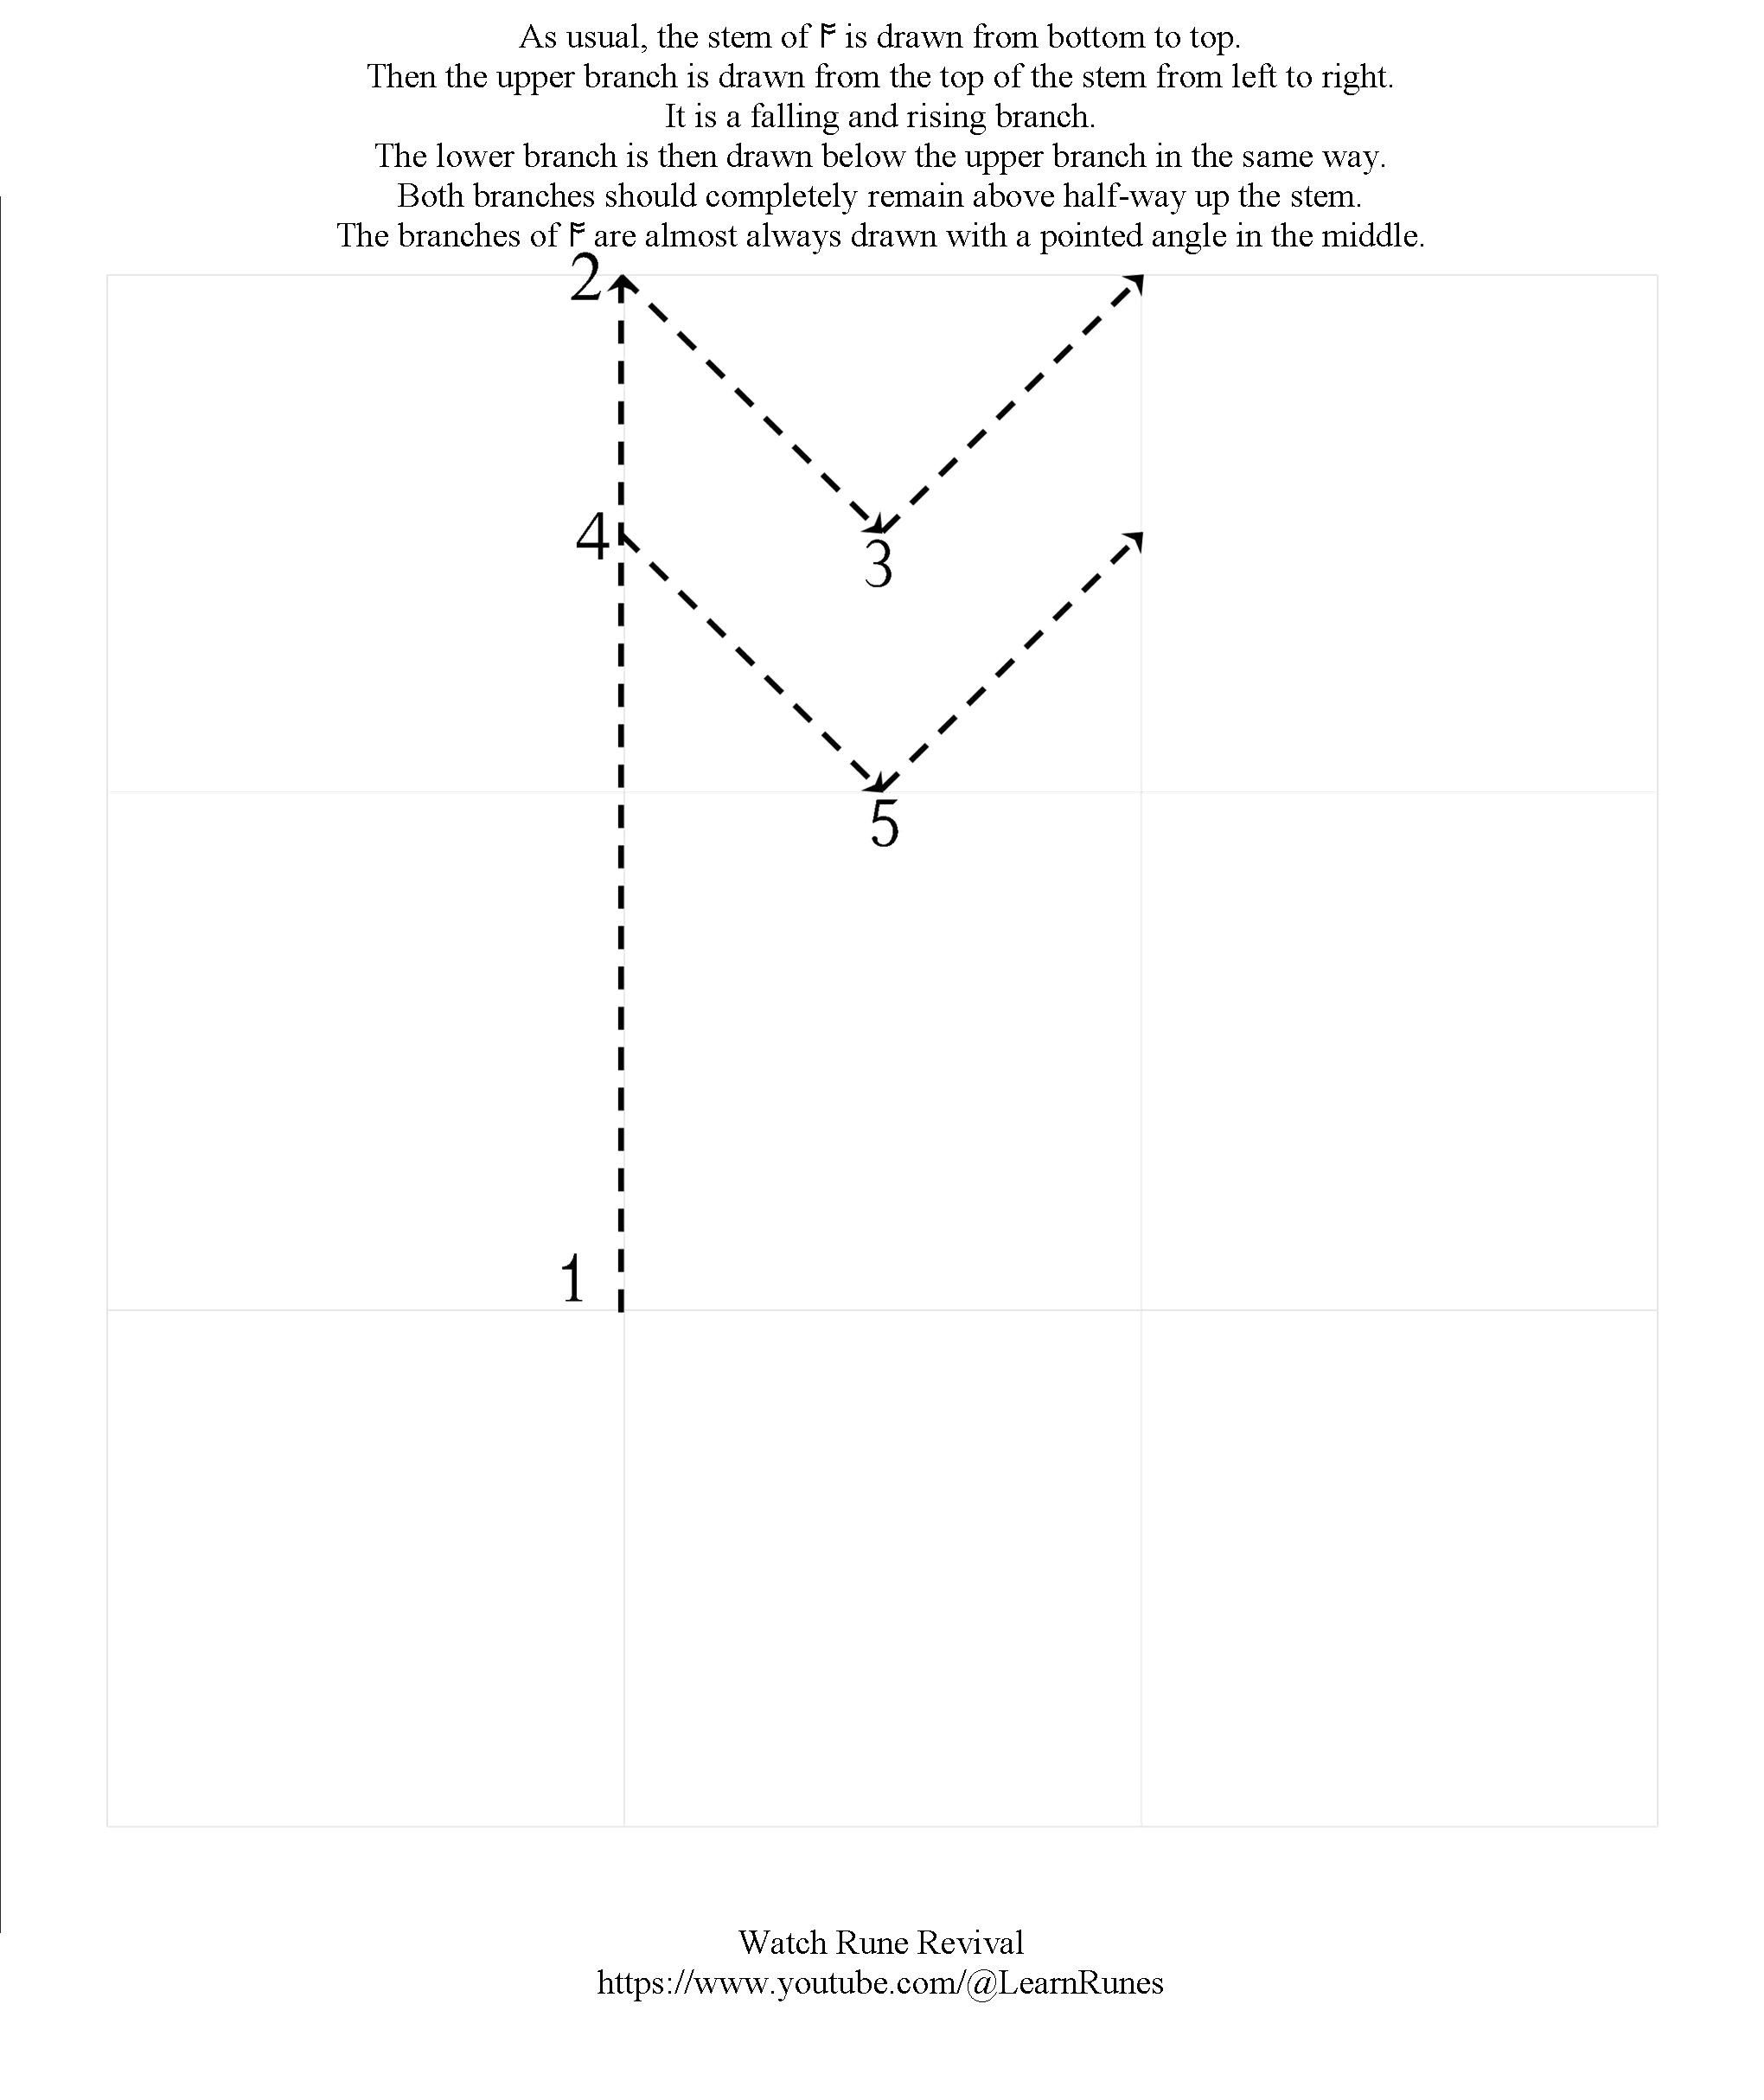 As usual, the stem of ᚩ is drawn from bottom to top.
Then the upper branch is drawn from the top of the stem from left to right.
It is a falling and rising branch.
The lower branch is then drawn below the upper branch in the same way.
Both branches should completely remain above half-way up the stem.
The branches of ᚩ are almost always drawn with a pointed angle in the middle.
2
4
3
5
1
Watch Rune Revival
https://www.youtube.com/@LearnRunes